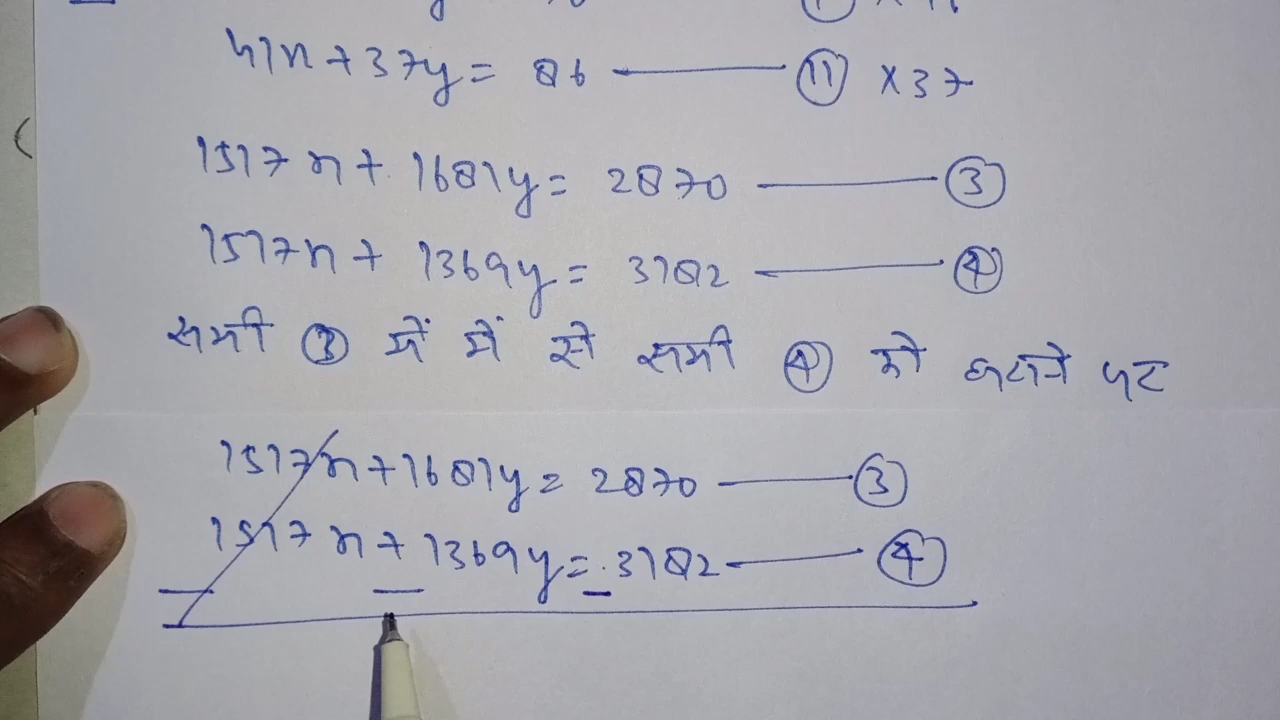 41x+37y= 86 — 11 ×37
1517x+ 1681y= 2870 — 3
1517x+ 1369y= 3182 — 4
समी 3 में में से समी 4 को घटाने पर
1517x+1681y= 2870 — 3
1517x+1369y= 3182 — 4